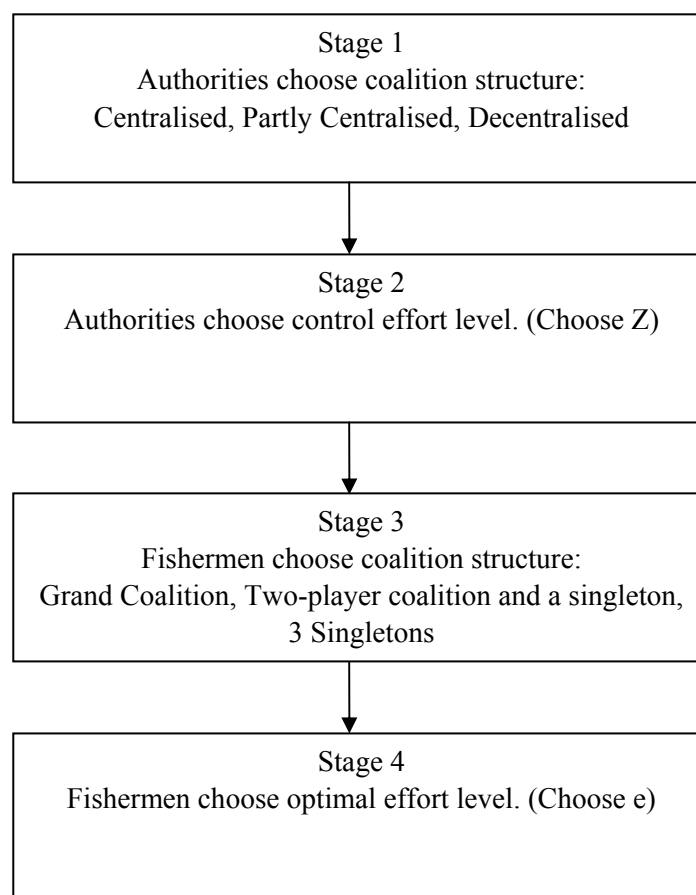 Stage 1
Authorities choose coalition structure:
Centralised, Partly Centralised, Decentralised
Stage 2
Authorities choose control effort level. (Choose Z)
Stage 3
Fishermen choose coalition structure:
Grand Coalition, Two-player coalition and a singleton,
3 Singletons
Stage 4
Fishermen choose optimal effort level. (Choose e)